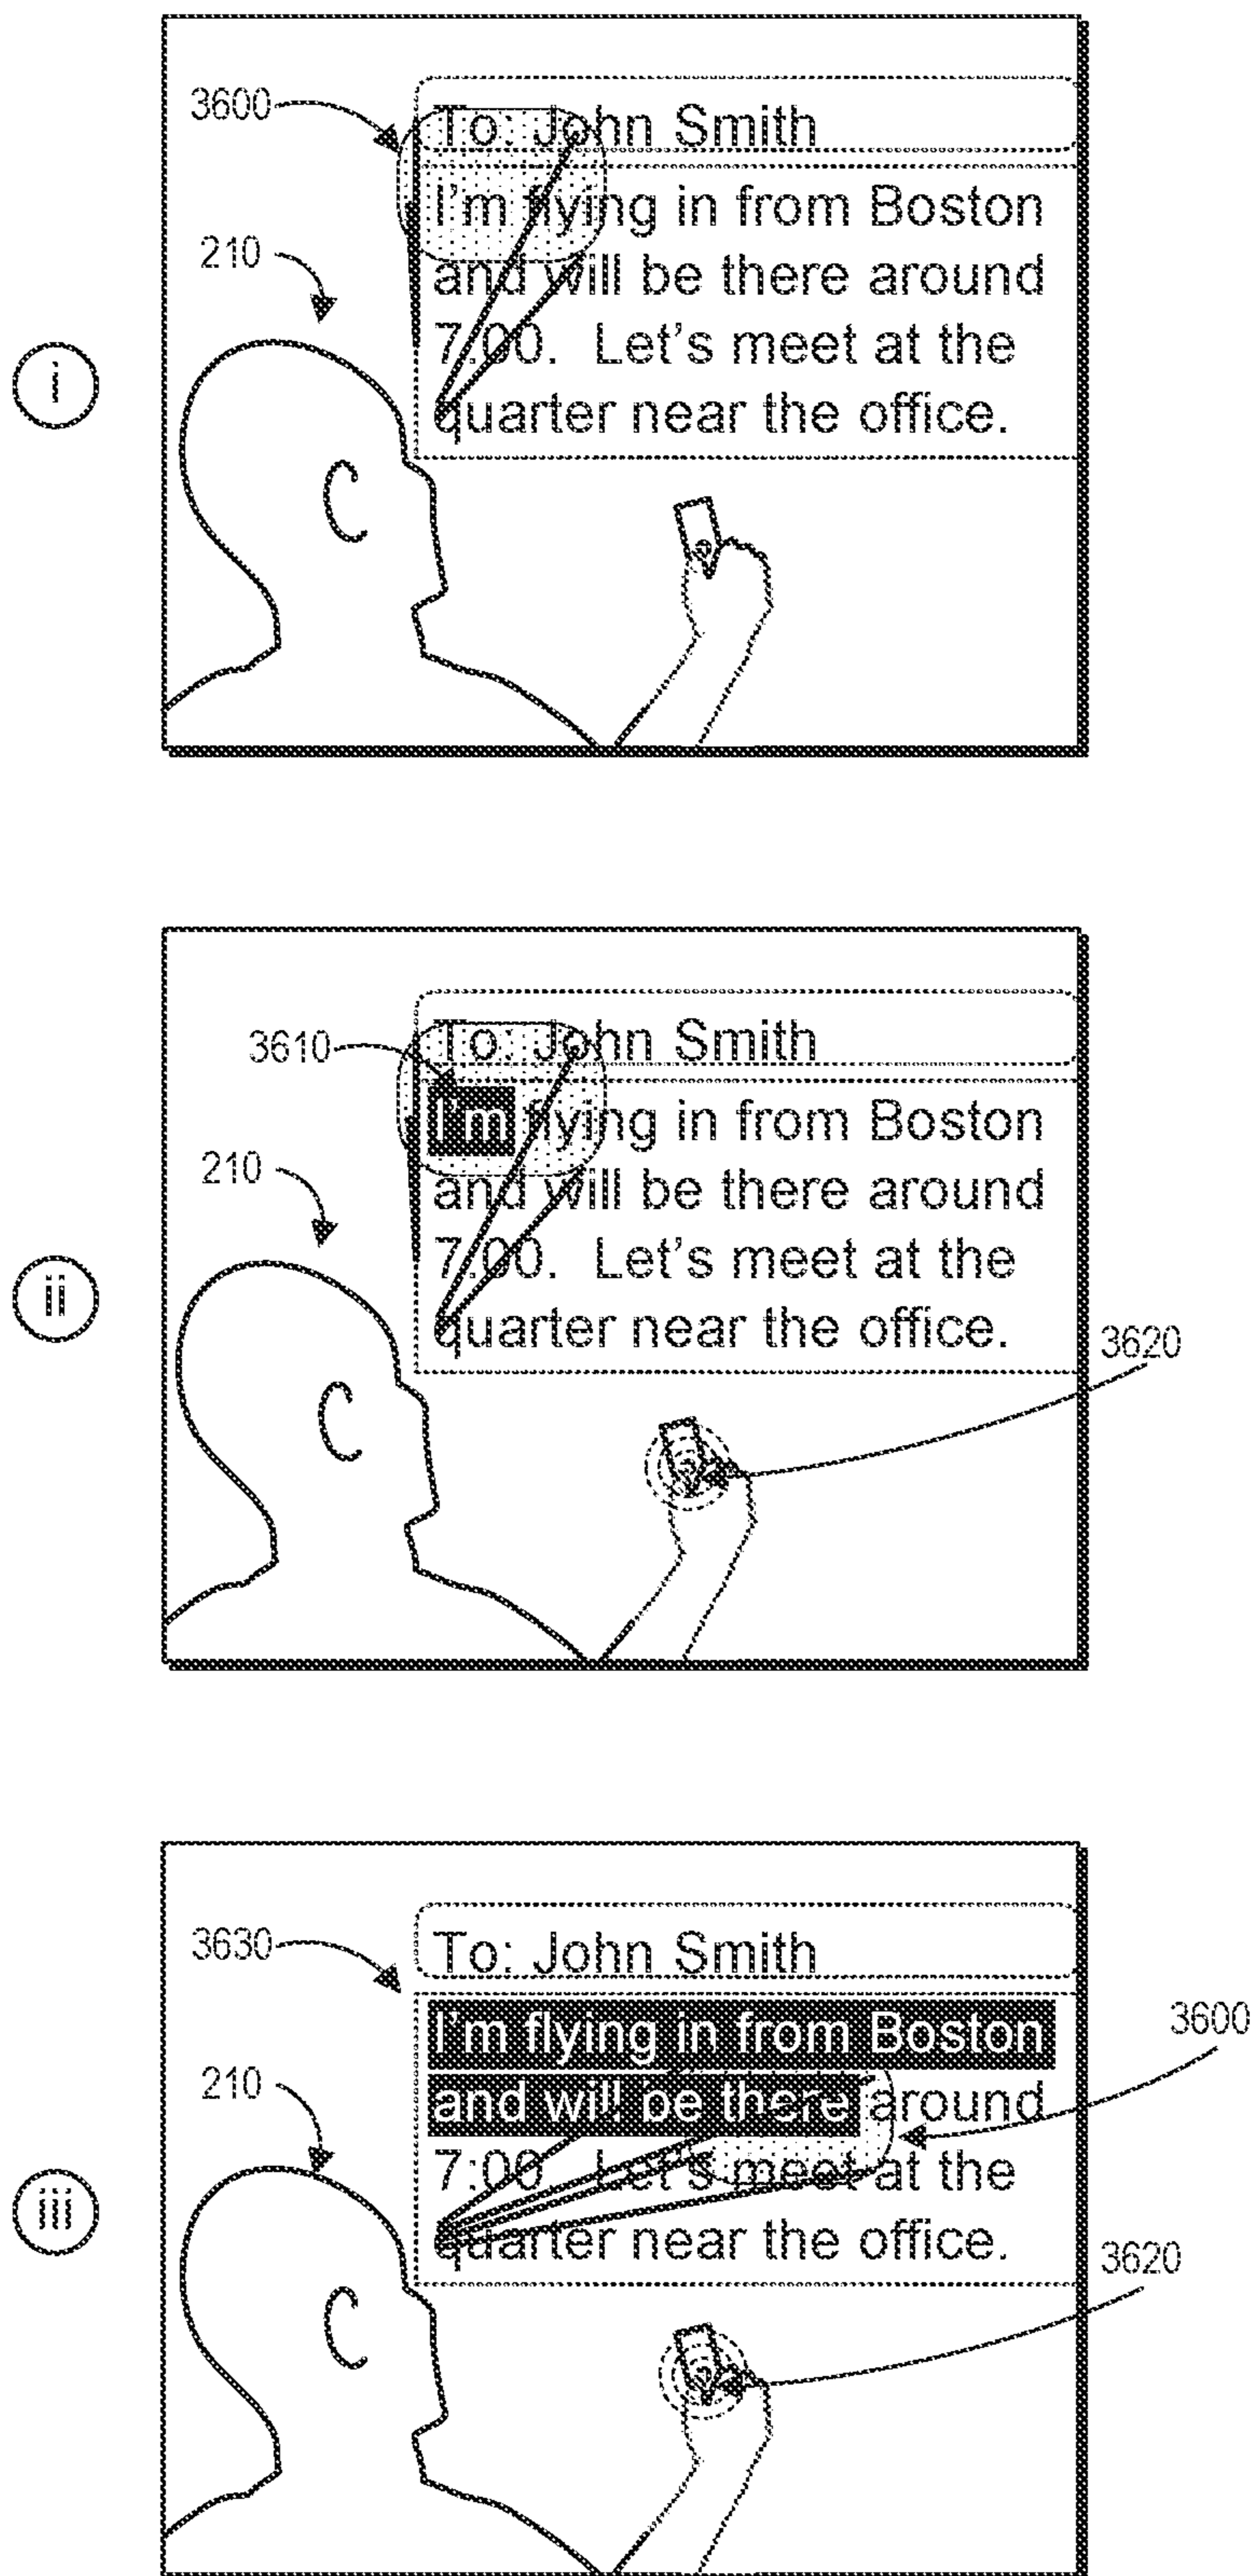 3600
To: John Smith
I'm flying in from Boston
210
and will be there around
i
7:00. Let's meet at the
quarter near the office.
3610
To: John Smith
I'm flying in from Boston
210
and will be there around
ii
7:00. Let's meet at the
quarter near the office.
3620
3630
To: John Smith
I'm flying in from Boston
3600
210
and will be there around
iii
7:00 Let's meet at the
quarter near the office.
3620